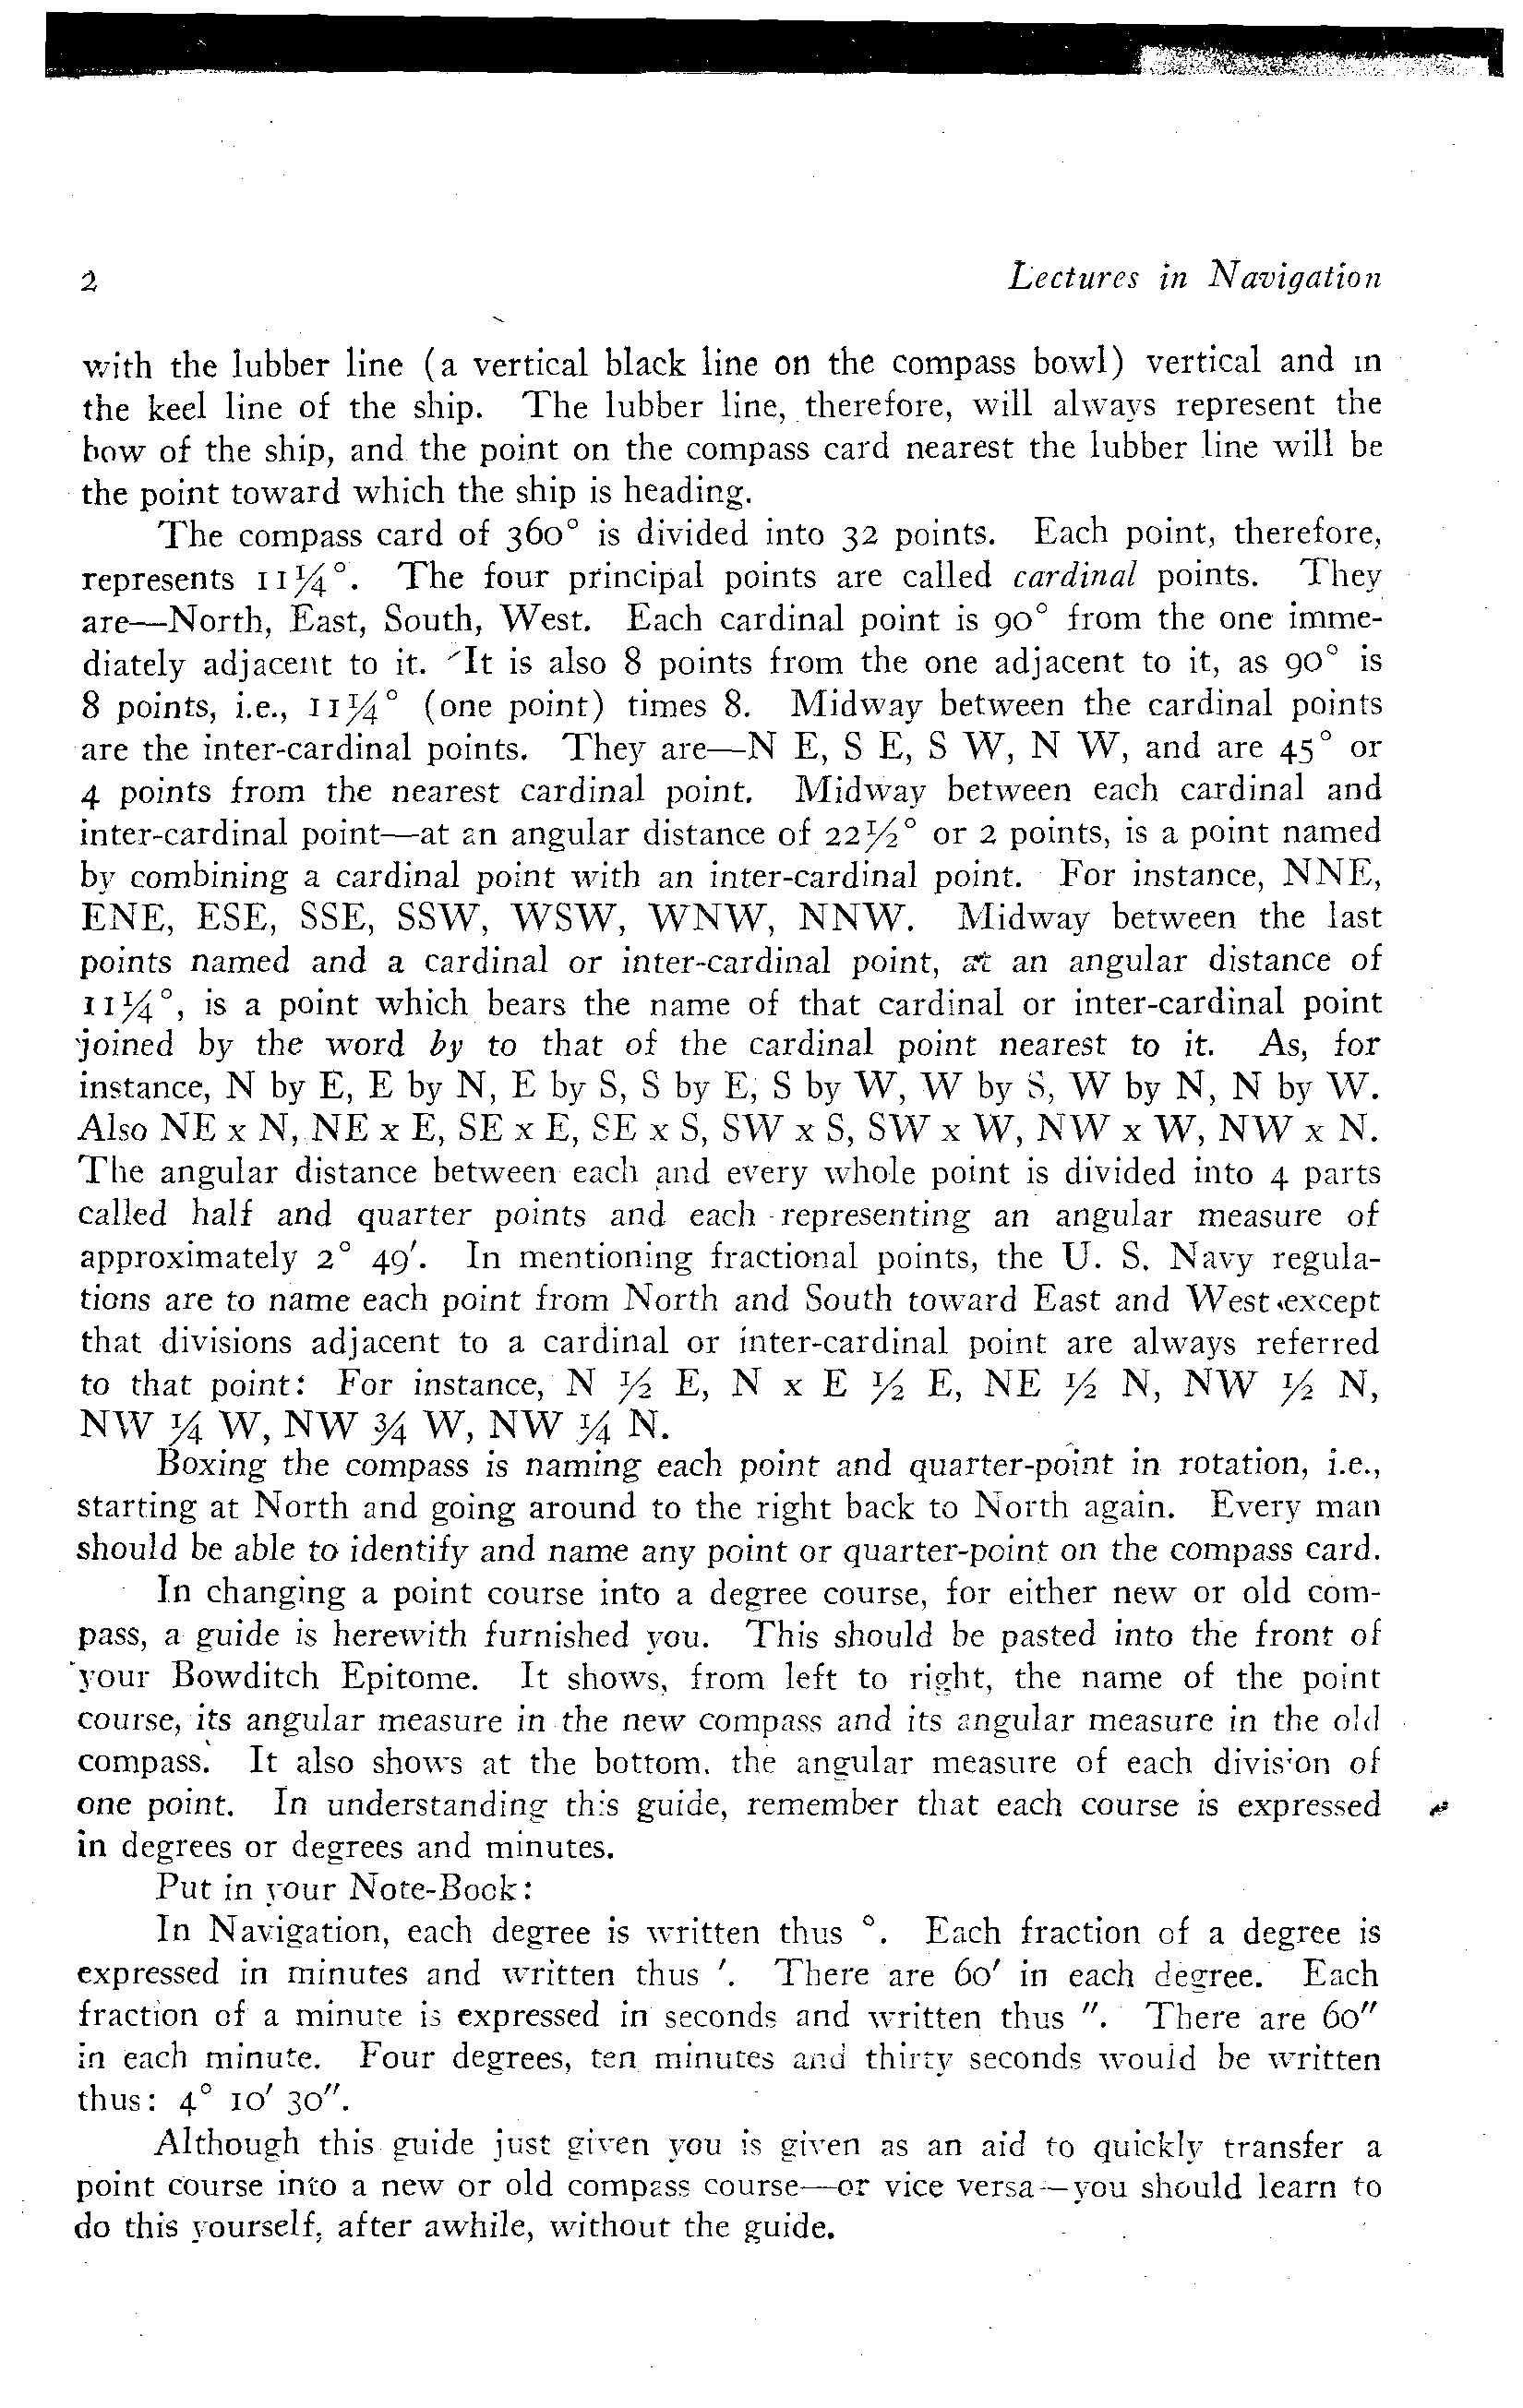 2 Lectures in Navigation
with the lubber line (a vertical black line on the compass bowl) vertical and in
the keel line of the ship. The lubber line, therefore, will always represent the
bow of the ship, and the point on the compass card nearest the lubber line will be
the point toward which the ship is heading.
The compass card of 360° is divided into 32 points. Each point, therefore,
represents 11¼°. The four principal points are called cardinal points. They
are—North, East, South, West. Each cardinal point is 90° from the one imme-
diately adjacent to it. It is also 8 points from the one adjacent to it, as 90° is
8 points, i.e., 11¼° (one point) times 8. Midway between the cardinal points
are the inter-cardinal points. They are—N E, S E, S W, N W, and are 45° or
4 points from the nearest cardinal point. Midway between each cardinal and
inter-cardinal point—at an angular distance of 22½° or 2 points, is a point named
by combining a cardinal point with an inter-cardinal point. For instance, NNE,
ENE, ESE, SSE, SSW, WSW, WNW, NNW. Midway between the last
points named and a cardinal or inter-cardinal point, at an angular distance of
11¼°, is a point which bears the name of that cardinal or inter-cardinal point
joined by the word by to that of the cardinal point nearest to it. As, for
instance, N by E, E by N, E by S, S by E, S by W, W by S, W by N, N by W.
Also NE x N, NE x E, SE x E, SE x S, SW x S, SW x W, NW x W, NW x N.
The angular distance between each and every whole point is divided into 4 parts
called half and quarter points and each representing an angular measure of
approximately 2° 49′. In mentioning fractional points, the U. S. Navy regula-
tions are to name each point from North and South toward East and West except
that divisions adjacent to a cardinal or inter-cardinal point are always referred
to that point: For instance, N ½ E, N x E ½ E, NE ½ N, NW ½ N,
NW ¼ W, NW ¾ W, NW ¼ N.
Boxing the compass is naming each point and quarter-point in rotation, i.e.,
starting at North and going around to the right back to North again. Every man
should be able to identify and name any point or quarter-point on the compass card.
In changing a point course into a degree course, for either new or old com-
pass, a guide is herewith furnished you. This should be pasted into the front of
your Bowditch Epitome. It shows, from left to right, the name of the point
course, its angular measure in the new compass and its angular measure in the old
compass. It also shows at the bottom, the angular measure of each division of
one point. In understanding this guide, remember that each course is expressed
in degrees or degrees and minutes.
Put in your Note-Book:
In Navigation, each degree is written thus °. Each fraction of a degree is
expressed in minutes and written thus ′. There are 60′ in each degree. Each
fraction of a minute is expressed in seconds and written thus ″. There are 60″
in each minute. Four degrees, ten minutes and thirty seconds would be written
thus: 4° 10′ 30″.
Although this guide just given you is given as an aid to quickly transfer a
point course into a new or old compass course—or vice versa—you should learn to
do this yourself, after awhile, without the guide.